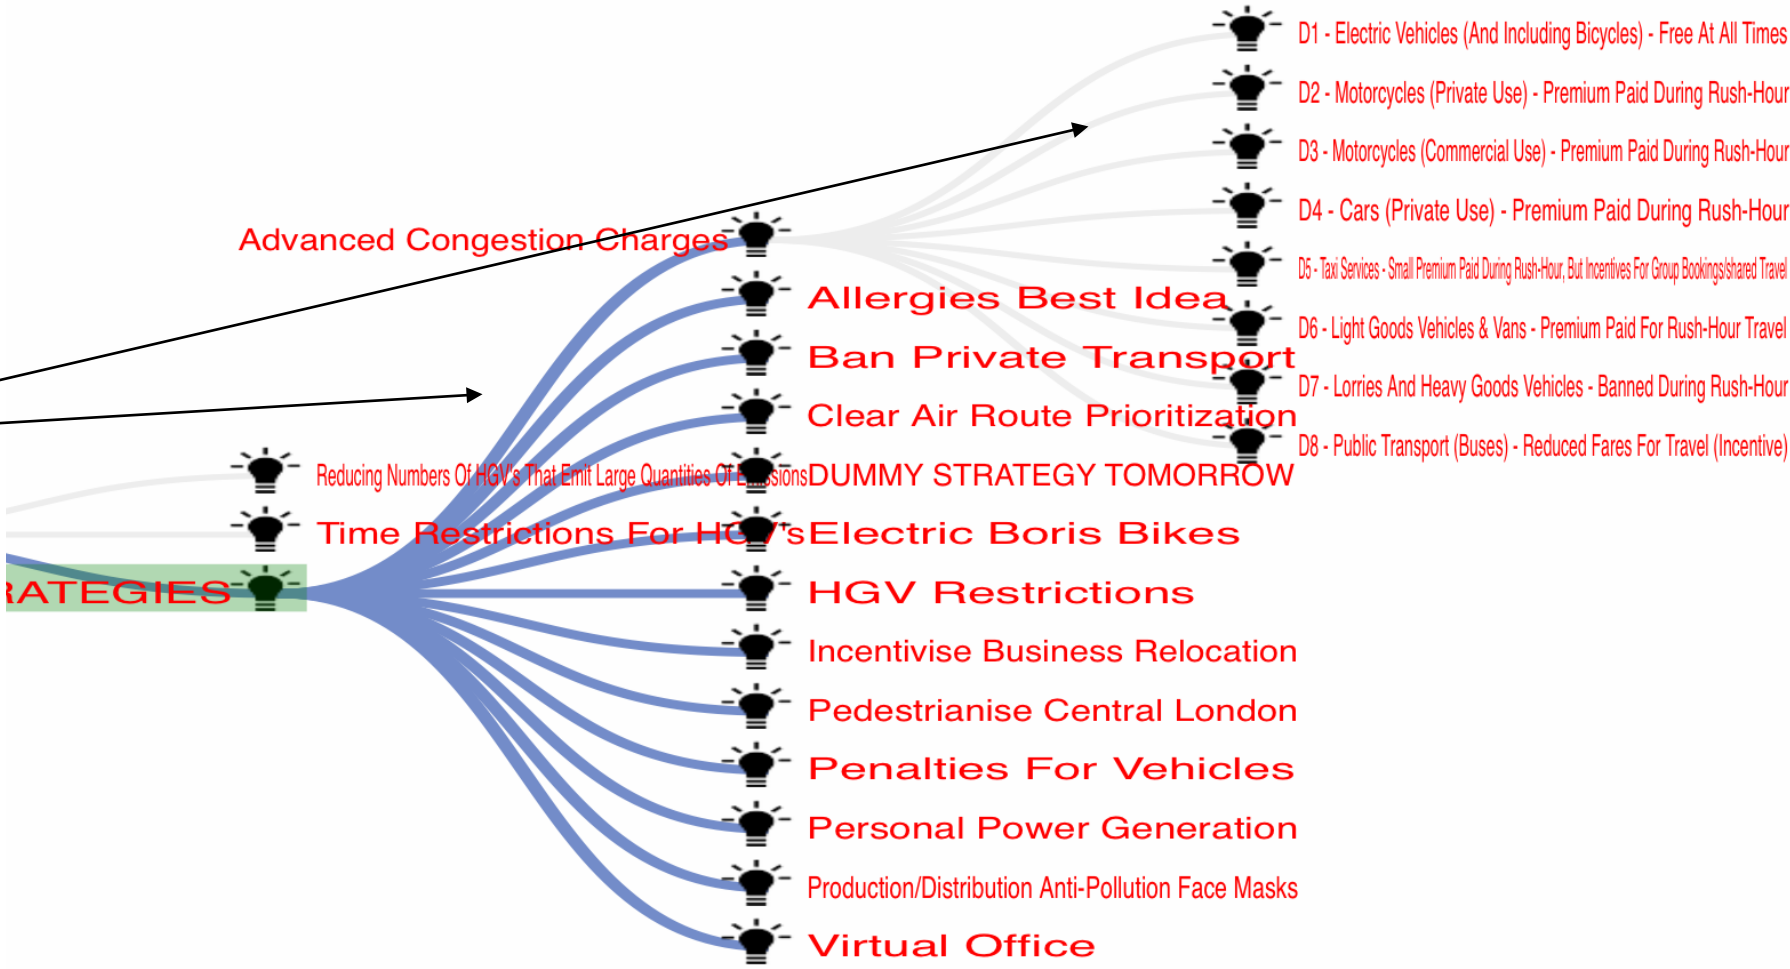 D1 - Electric Vehicles (And Including Bicycles) - Free At All Times
D2 - Motorcycles (Private Use) - Premium Paid During Rush-Hour
D3 - Motorcycles (Commercial Use) - Premium Paid During Rush-Hour
D4 - Cars (Private Use) - Premium Paid During Rush-Hour
Advanced Congestion Charges
D5 - Taxi Services - Small Premium Paid During Rush-Hour, But Incentives For Group Bookings/shared Travel
Allergies Best Idea
D6 - Light Goods Vehicles & Vans - Premium Paid For Rush-Hour Travel
Ban Private Transport
D7 - Lorries And Heavy Goods Vehicles - Banned During Rush-Hour
Clear Air Route Prioritization
D8 - Public Transport (Buses) - Reduced Fares For Travel (Incentive)
Reducing Numbers Of HGV's That Emit Large Quantities Of Emissions
DUMMY STRATEGY TOMORROW
Time Restrictions For HGV's
Electric Boris Bikes
RATEGIES
HGV Restrictions
Incentivise Business Relocation
Pedestrianise Central London
Penalties For Vehicles
Personal Power Generation
Production/Distribution Anti-Pollution Face Masks
Virtual Office